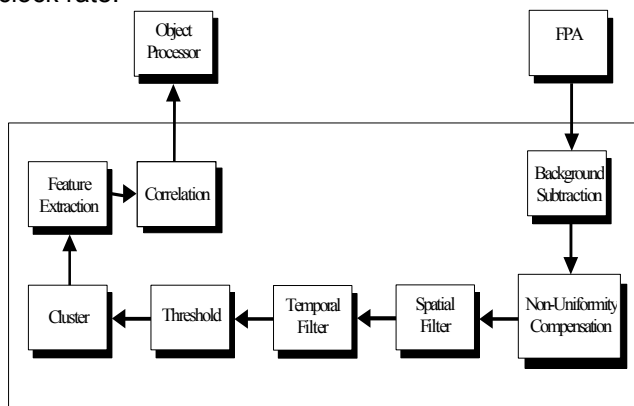 clock rate.
Object
Processor
FPA
Feature
Extraction
Correlation
Background
Subtraction
Cluster
Threshold
Temporal
Filter
Spatial
Filter
Non-Uniformity
Compensation